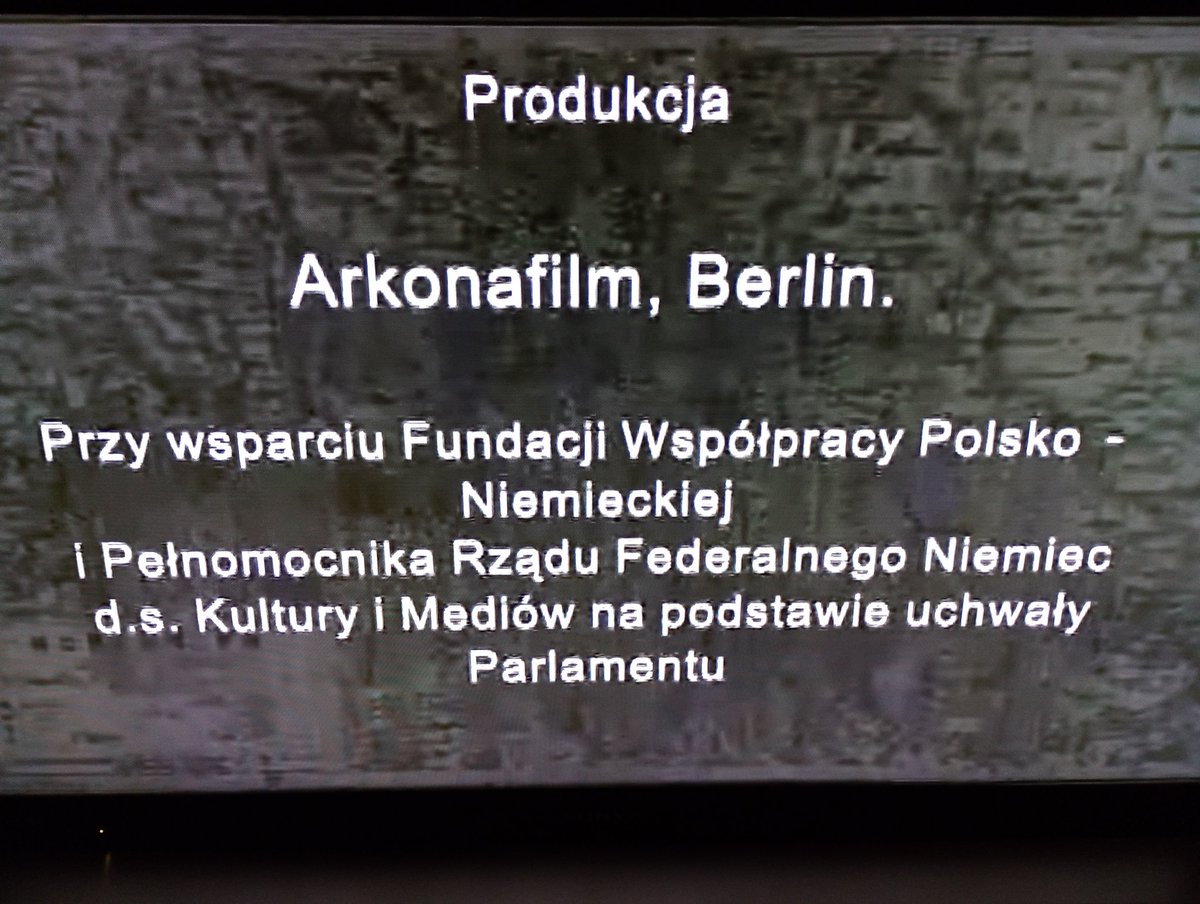 Produkcja
Arkonafilm, Berlin.
Przy wsparciu Fundacji Współpracy Polsko -
Niemieckiej
i Pełnomocnika Rządu Federalnego Niemiec
d.s. Kultury i Mediów na podstawie uchwały
Parlamentu